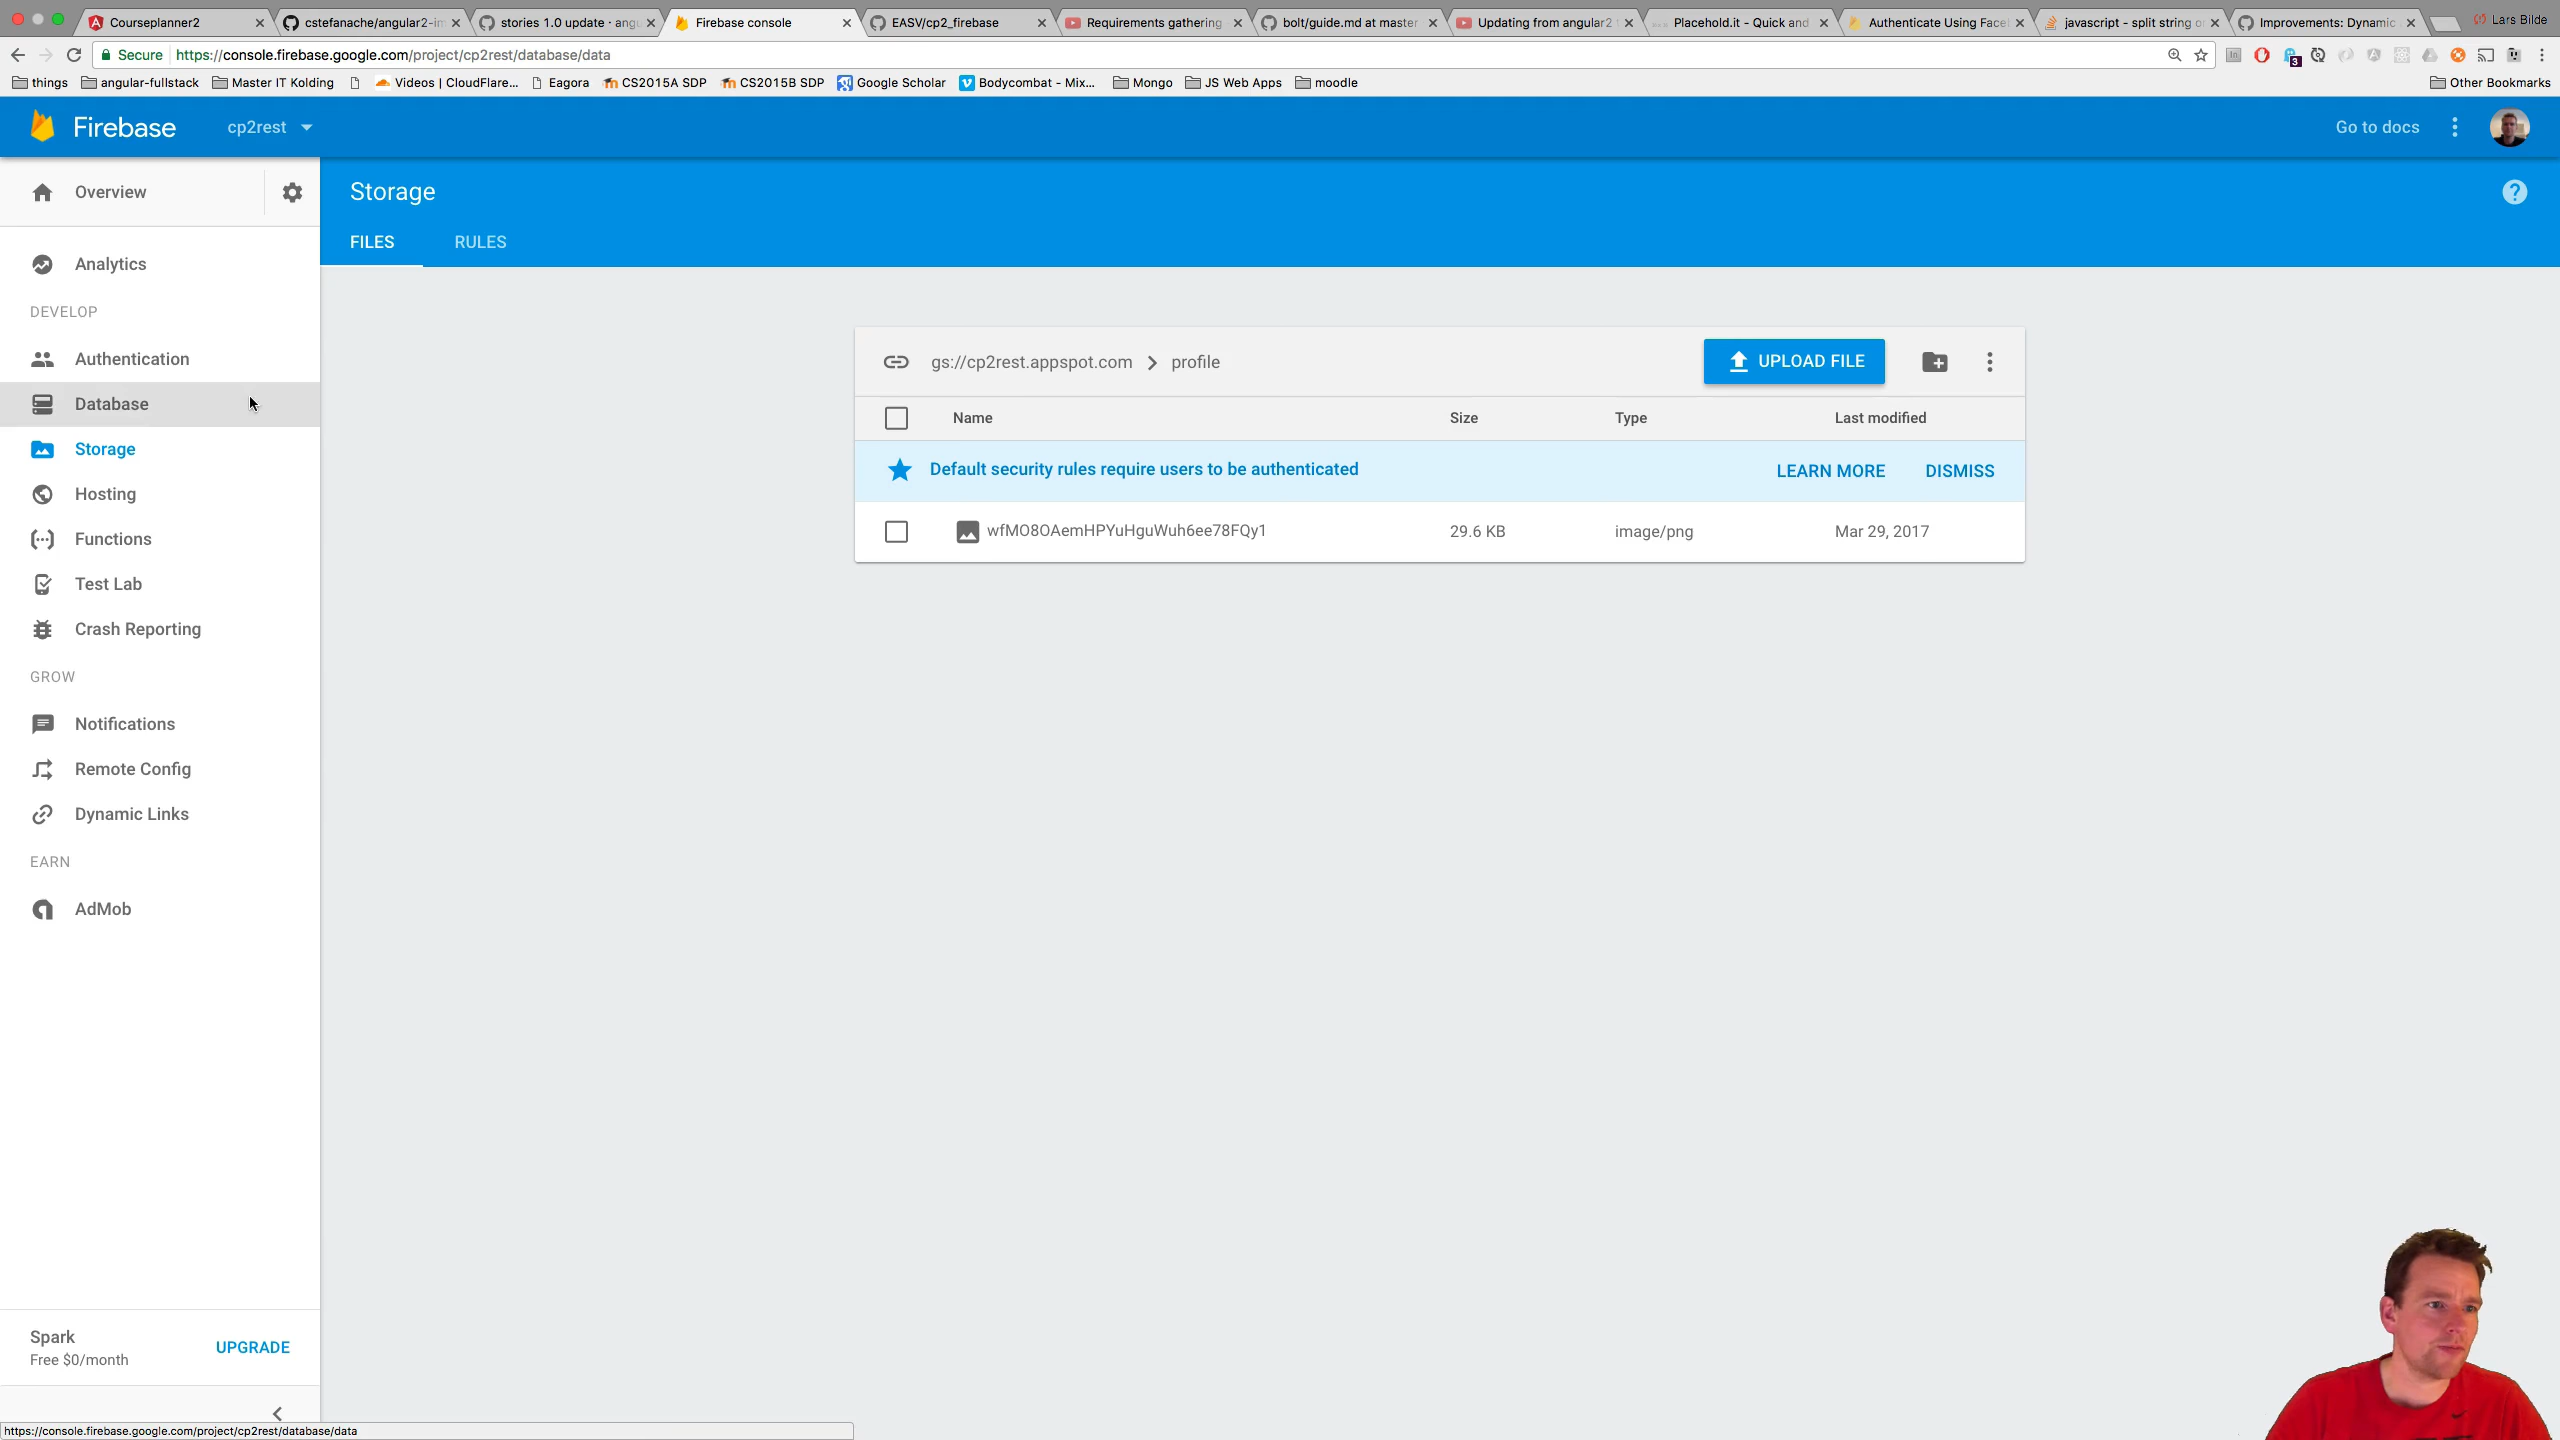 Courseplanner2
cstefanache/angular2-im
stories 1.0 update · angu
Firebase console
EASV/cp2_firebase
Requirements gathering
bolt/guide.md at master
Updating from angular2
Placehold.it - Quick and
Authenticate Using Face
javascript - split string o
Improvements: Dynamic
Lars Bilde
Secure
https://console.firebase.google.com/project/cp2rest/database/data
3
things
angular-fullstack
Master IT Kolding
Videos | CloudFlare...
Eagora
CS2015A SDP
CS2015B SDP
Google Scholar
Bodycombat - Mix...
Mongo
JS Web Apps
moodle
Other Bookmarks
Firebase
cp2rest
Go to docs
Overview
Storage
FILES
RULES
Analytics
DEVELOP
Authentication
Database
Storage
Hosting
Functions
Test Lab
Crash Reporting
GROW
Notifications
Remote Config
Dynamic Links
EARN
AdMob
gs://cp2rest.appspot.com > profile
UPLOAD FILE
Name Size Type Last modified
Default security rules require users to be authenticated
LEARN MORE
DISMISS
wfMO8OAemHPYuHguWuh6ee78FQy1 29.6 KB image/png Mar 29, 2017
Spark
Free $0/month
UPGRADE
https://console.firebase.google.com/project/cp2rest/database/data